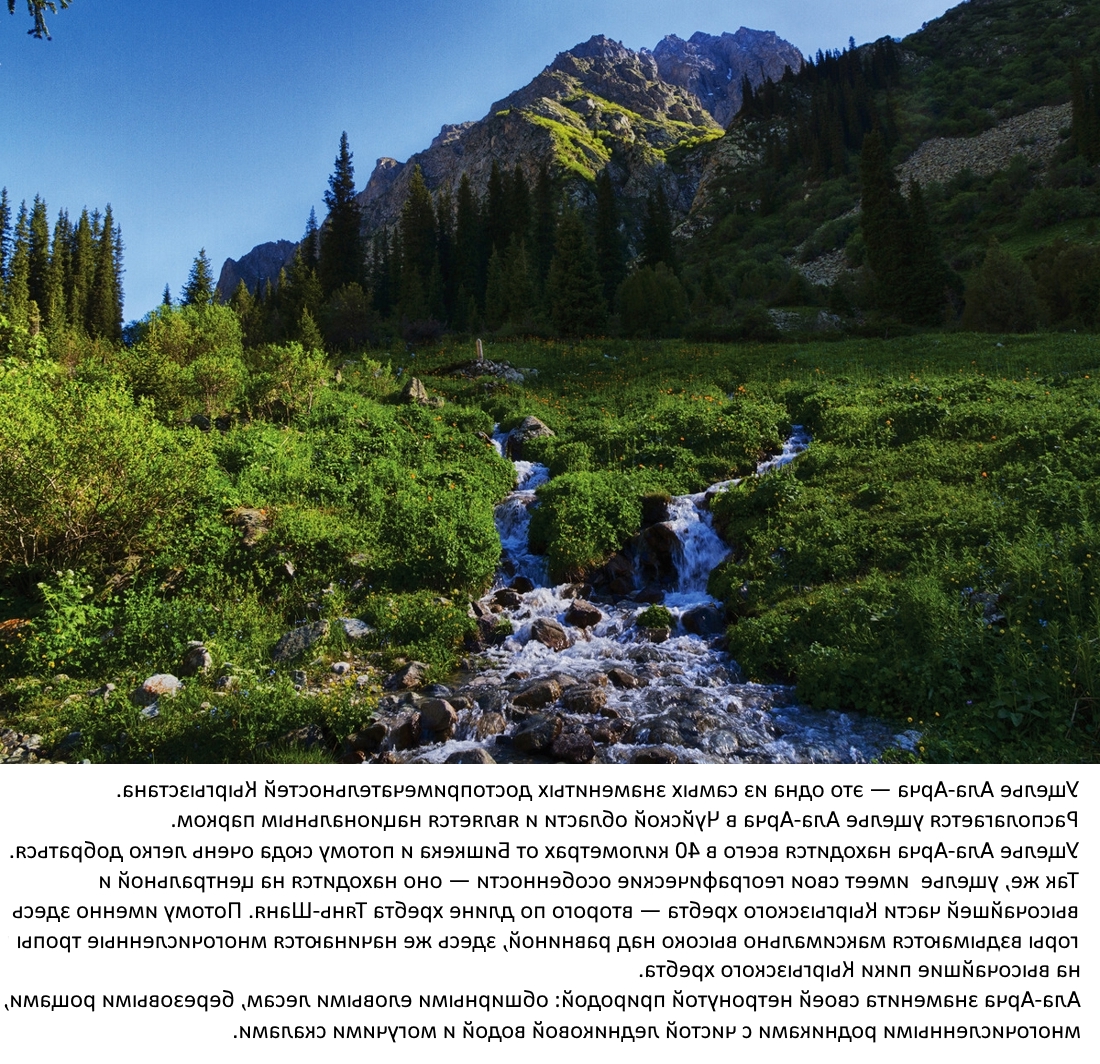 Ущелье Ала-Арча — это одна из самых знаменитых достопримечательностей Кыргызстана.
Располагается ущелье Ала-Арча в Чуйской области и является национальным парком.
Ущелье Ала-Арча находится всего в 40 километрах от Бишкека и потому сюда очень легко добраться.
Так же, ущелье  имеет свои географические особенности — оно находится на центральной и
высочайшей части Кыргызского хребта — второго по длине хребта Тянь-Шаня. Потому именно здесь
горы вздымаются максимально высоко над равниной, здесь же начинаются многочисленные тропы
на высочайшие пики Кыргызского хребта.
Ала-Арча знаменита своей нетронутой природой: обширными еловыми лесам, березовыми рощами,
многочисленными родниками с чистой ледниковой водой и могучими скалами.